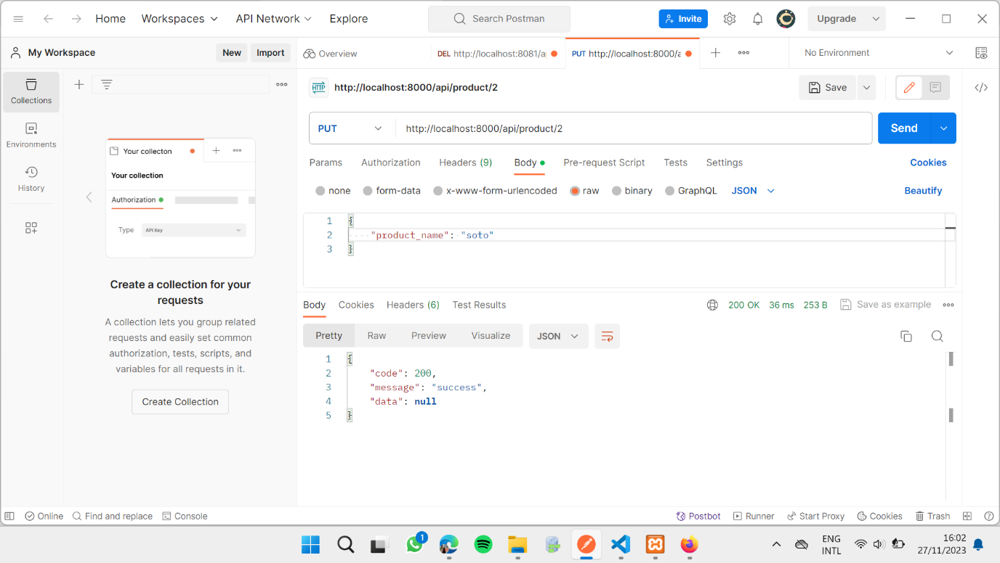 Home Workspaces API Network Explore Search Postman Invite Upgrade
My Workspace New Import Overview DEL http://localhost:8081/a PUT http://localhost:8000/a No Environment
Collections
Environments
History
HTTP http://localhost:8000/api/product/2 Save
PUT http://localhost:8000/api/product/2 Send
Params Authorization Headers (9) Body Pre-request Script Tests Settings Cookies
none form-data x-www-form-urlencoded raw binary GraphQL JSON Beautify
1 {
2 "product_name": "soto"
3 }
Your collecton
Your collection
Authorization
Type API Key
Create a collection for your
requests
A collection lets you group related
requests and easily set common
authorization, tests, scripts, and
variables for all requests in it.
Create Collection
Body Cookies Headers (6) Test Results 200 OK 36 ms 253 B Save as example
Pretty Raw Preview Visualize JSON
1 {
2 "code": 200,
3 "message": "success",
4 "data": null
5 }
Online Find and replace Console Postbot Runner Start Proxy Cookies Trash
1
ENG
INTL
16:02
27/11/2023